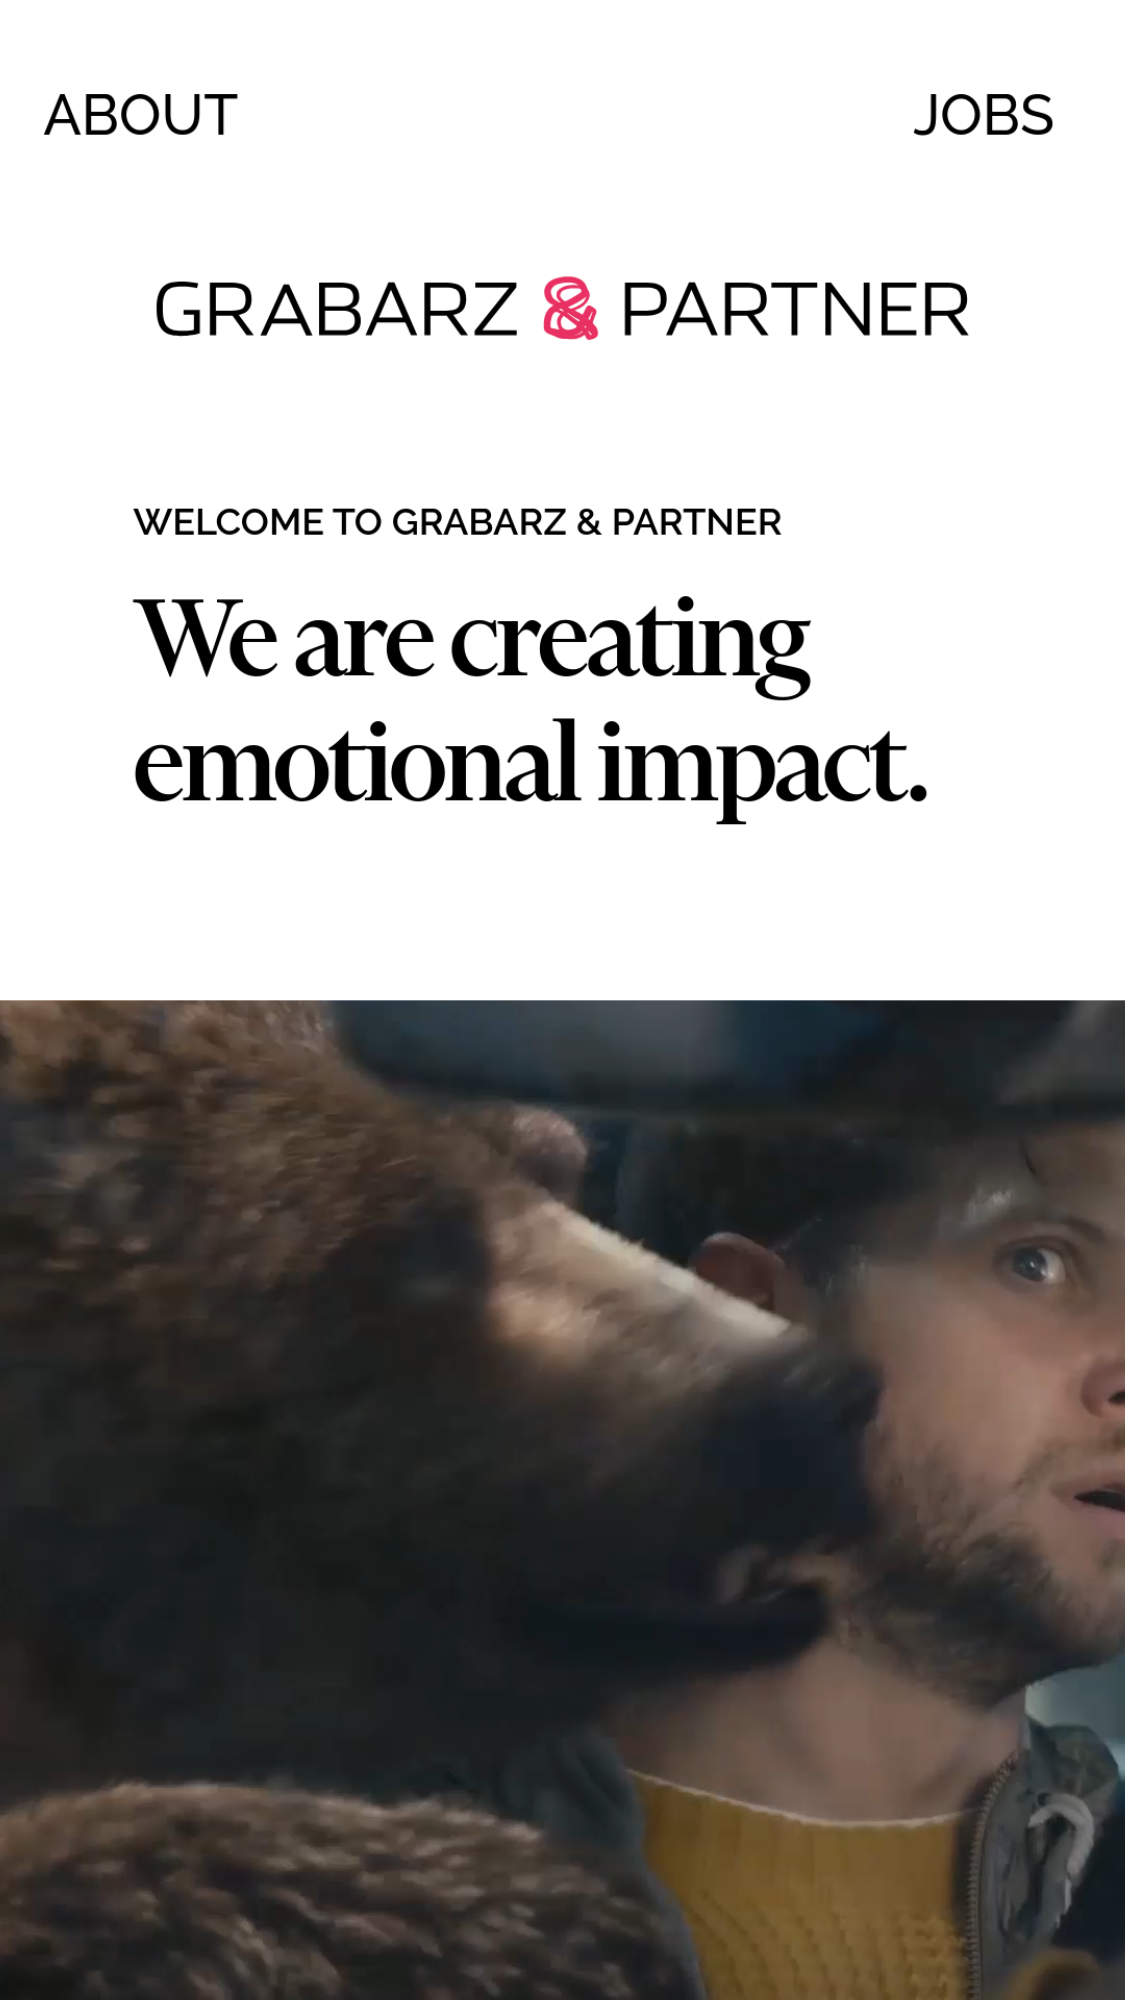 ABOUT
JOBS
GRABARZ & PARTNER
WELCOME TO GRABARZ & PARTNER
We are creating
emotional impact.